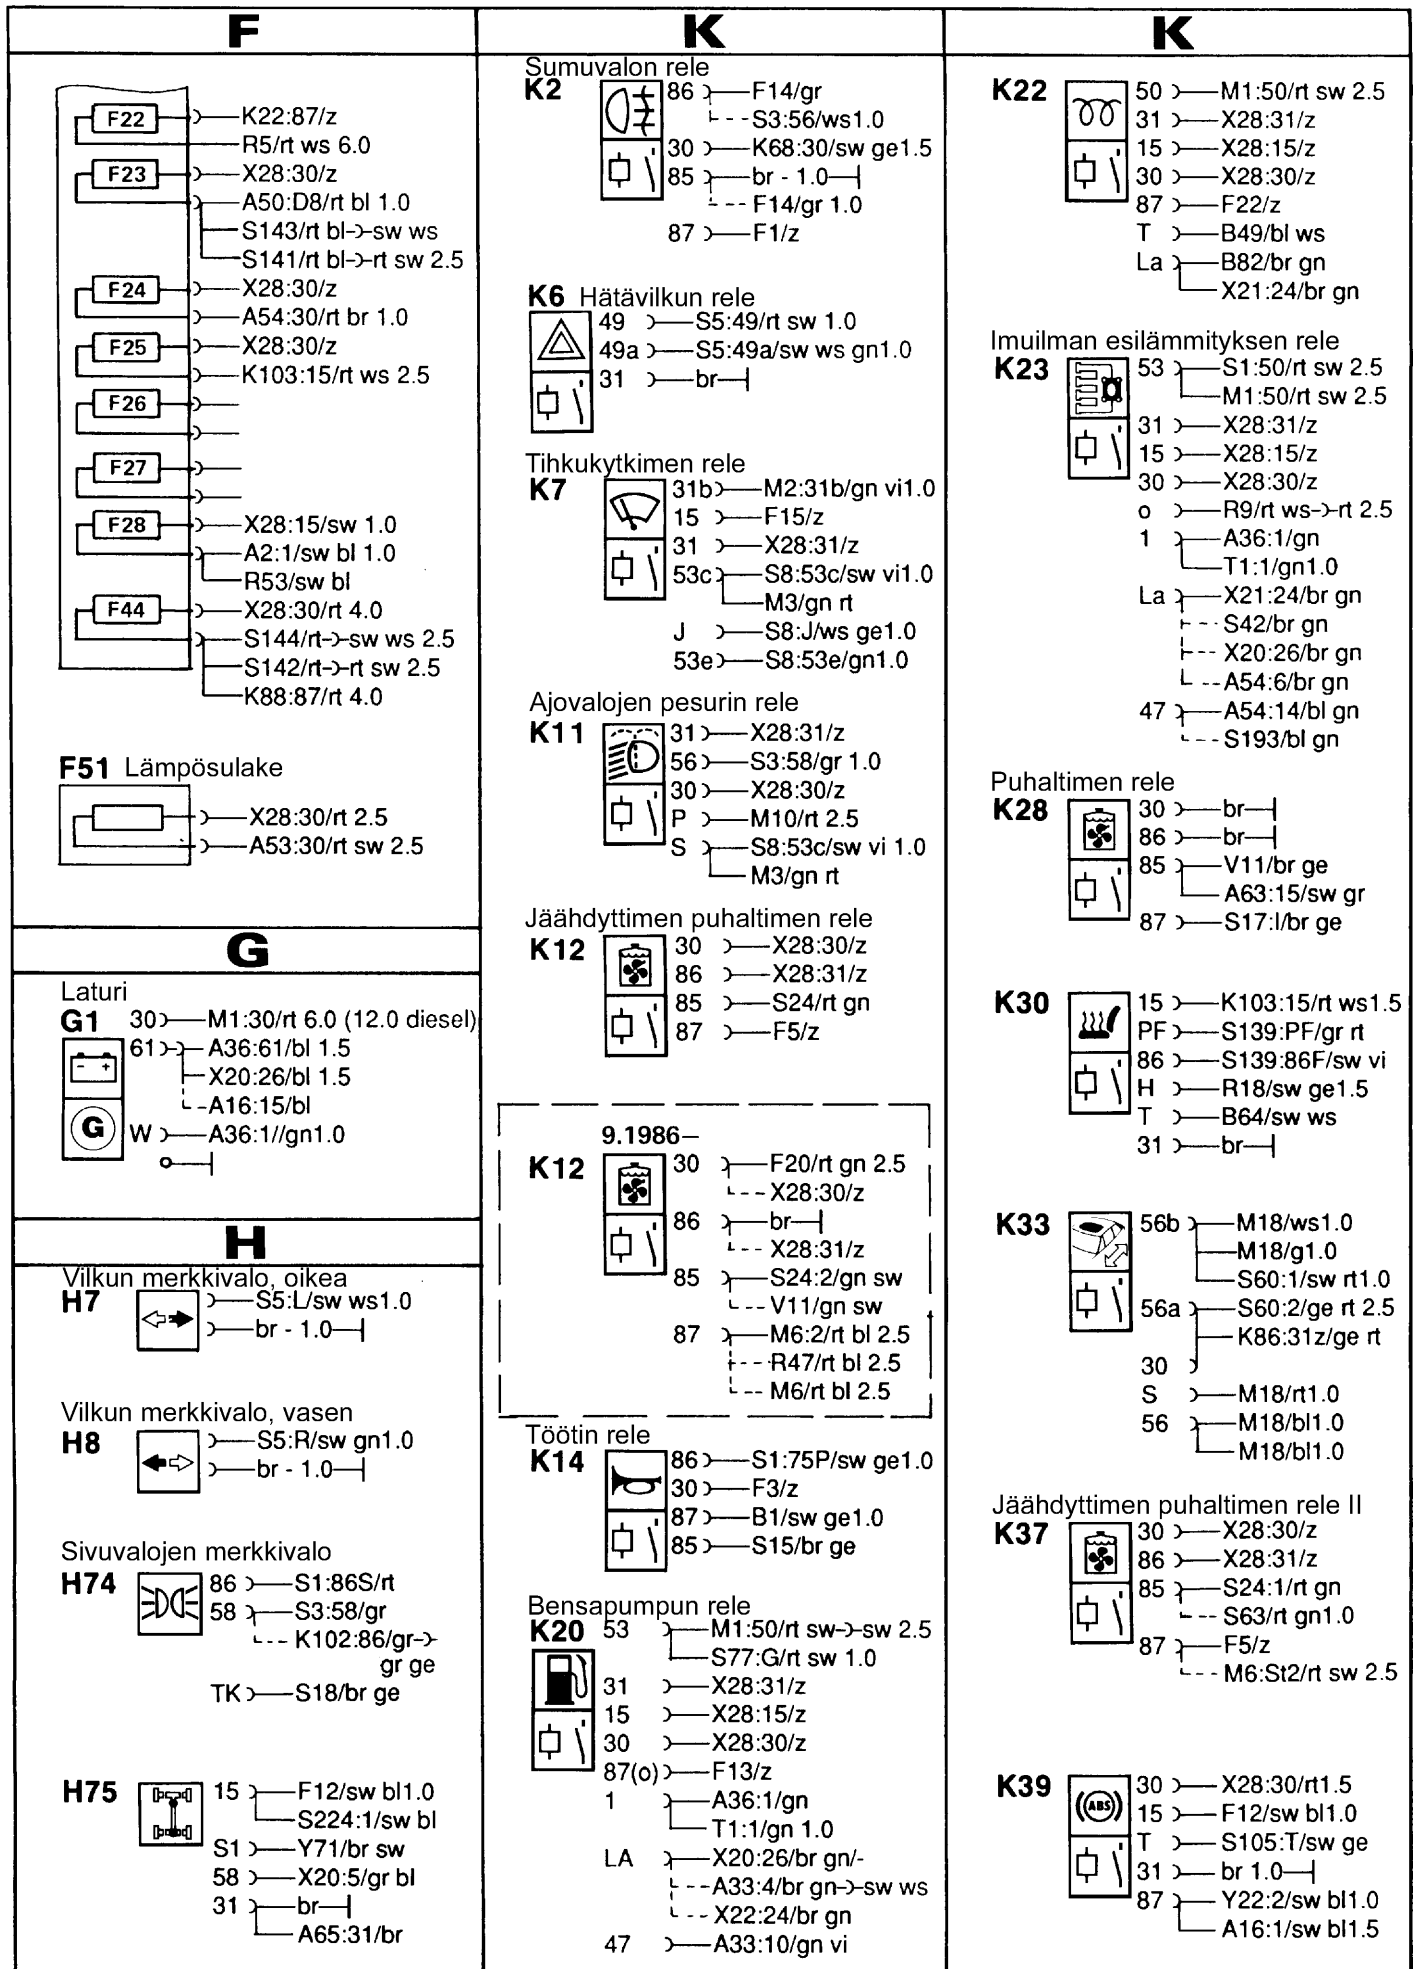 F
F22
K22:87/z
R5/rt ws 6.0
F23
X28:30/z
A50:D8/rt bl 1.0
S143/rt bl sw ws
S141/rt bl rt sw 2.5
F24
X28:30/z
A54:30/rt br 1.0
F25
X28:30/z
K103:15/rt ws 2.5
F26
F27
F28
X28:15/sw 1.0
A2:1/sw bl 1.0
R53/sw bl
F44
X28:30/rt 4.0
S144/rt sw ws 2.5
S142/rt rt sw 2.5
K88:87/rt 4.0
F51 Lämpösulake
X28:30/rt 2.5
A53:30/rt sw 2.5
G
Laturi
G1 30 M1:30/rt 6.0 (12.0 diesel)
- +
61 A36:61/bl 1.5
X20:26/bl 1.5
A16:15/bl
G
W A36:1//gn1.0
H
Vilkun merkkivalo, oikea
H7
S5:L/sw ws1.0
br - 1.0
Vilkun merkkivalo, vasen
H8
S5:R/sw gn1.0
br - 1.0
Sivuvalojen merkkivalo
H74
86 S1:86S/rt
58 S3:58/gr
K102:86/gr
gr ge
TK S18/br ge
H75
15 F12/sw bl1.0
S224:1/sw bl
S1 Y71/br sw
58 X20:5/gr bl
31 br
A65:31/br
K
Sumuvalon rele
K2
86 F14/gr
S3:56/ws1.0
30 K68:30/sw ge1.5
85 br - 1.0
F14/gr 1.0
87 F1/z
K6 Hätävilkun rele
49 S5:49/rt sw 1.0
49a S5:49a/sw ws gn1.0
31 br
Tihkukytkimen rele
K7
31b M2:31b/gn vi1.0
15 F15/z
31 X28:31/z
53c S8:53c/sw vi1.0
M3/gn rt
J S8:J/ws ge1.0
53e S8:53e/gn1.0
Ajovalojen pesurin rele
K11
31 X28:31/z
56 S3:58/gr 1.0
30 X28:30/z
P M10/rt 2.5
S S8:53c/sw vi 1.0
M3/gn rt
Jäähdyttimen puhaltimen rele
K12
30 X28:30/z
86 X28:31/z
85 S24/rt gn
87 F5/z
9.1986–
K12
30 F20/rt gn 2.5
X28:30/z
86 br
X28:31/z
85 S24:2/gn sw
V11/gn sw
87 M6:2/rt bl 2.5
R47/rt bl 2.5
M6/rt bl 2.5
Töötin rele
K14
86 S1:75P/sw ge1.0
30 F3/z
87 B1/sw ge1.0
85 S15/br ge
Bensapumpun rele
K20
53 M1:50/rt sw sw 2.5
S77:G/rt sw 1.0
31 X28:31/z
15 X28:15/z
30 X28:30/z
87(o) F13/z
1 A36:1/gn
T1:1/gn 1.0
LA X20:26/br gn/-
A33:4/br gn sw ws
X22:24/br gn
47 A33:10/gn vi
K
K22
50 M1:50/rt sw 2.5
31 X28:31/z
15 X28:15/z
30 X28:30/z
87 F22/z
T B49/bl ws
La B82/br gn
X21:24/br gn
Imuilman esilämmityksen rele
K23
53 S1:50/rt sw 2.5
M1:50/rt sw 2.5
31 X28:31/z
15 X28:15/z
30 X28:30/z
o R9/rt ws rt 2.5
1 A36:1/gn
T1:1/gn1.0
La X21:24/br gn
S42/br gn
X20:26/br gn
A54:6/br gn
47 A54:14/bl gn
S193/bl gn
Puhaltimen rele
K28
30 br
86 br
85 V11/br ge
A63:15/sw gr
87 S17:I/br ge
K30
15 K103:15/rt ws1.5
PF S139:PF/gr rt
86 S139:86F/sw vi
H R18/sw ge1.5
T B64/sw ws
31 br
K33
56b M18/ws1.0
M18/g1.0
S60:1/sw rt1.0
56a S60:2/ge rt 2.5
K86:31z/ge rt
30
S M18/rt1.0
56 M18/bl1.0
M18/bl1.0
Jäähdyttimen puhaltimen rele II
K37
30 X28:30/z
86 X28:31/z
85 S24:1/rt gn
S63/rt gn1.0
87 F5/z
M6:St2/rt sw 2.5
K39
ABS
30 X28:30/rt1.5
15 F12/sw bl1.0
T S105:T/sw ge
31 br 1.0
87 Y22:2/sw bl1.0
A16:1/sw bl1.5